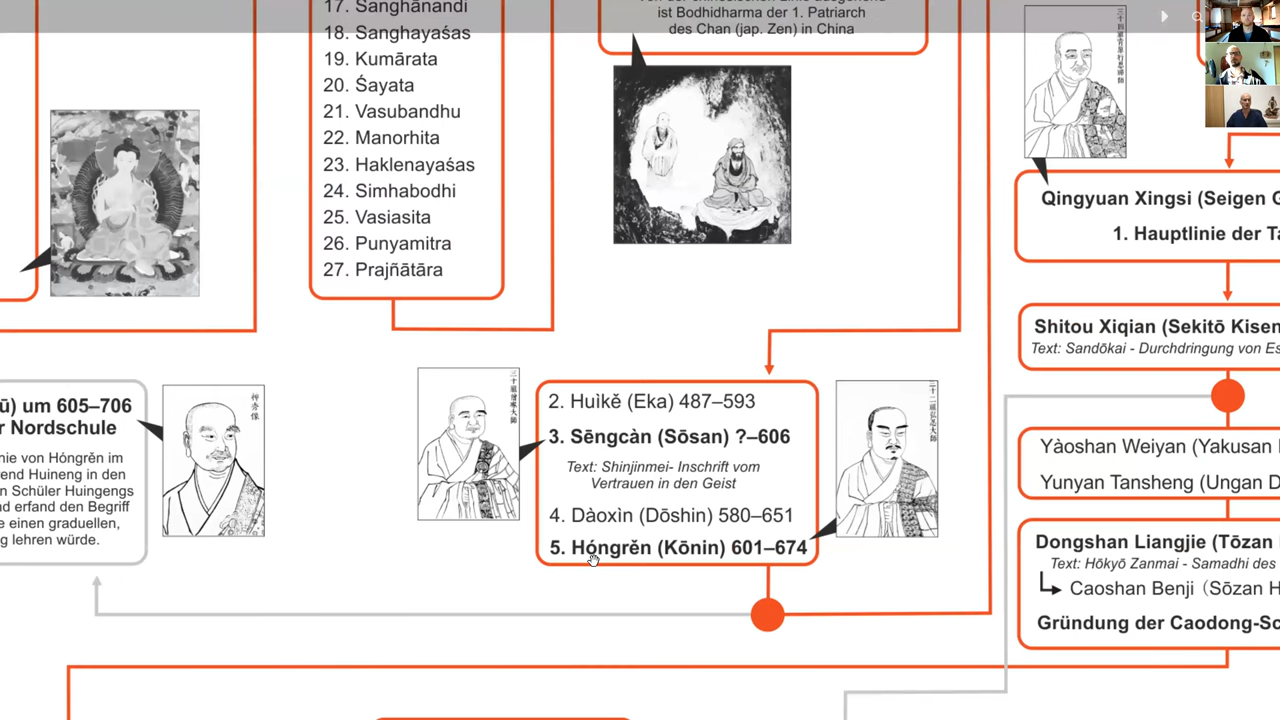 17. Sanghānandi
18. Sanghayaśas
19. Kumārata
20. Śayata
21. Vasubandhu
22. Manorhita
23. Haklenayaśas
24. Simhabodhi
25. Vasiasita
26. Punyamitra
27. Prajñātāra
ist Bodhidharma der 1. Patriarch
des Chan (jap. Zen) in China
Qingyuan Xingsi (Seigen G
1. Hauptlinie der Ta
Shitou Xiqian (Sekitō Kisen
Text: Sandōkai - Durchdringung von Es
ū) um 605–706
r Nordschule
nie von Hóngrěn im
rend Huineng in den
n Schüler Huingengs
nd erfand den Begriff
e einen graduellen,
g lehren würde.
2. Huìkě (Eka) 487–593
3. Sēngcàn (Sōsan) ?–606
Text: Shinjinmei- Inschrift vom
Vertrauen in den Geist
4. Dàoxìn (Dōshin) 580–651
5. Hóngrěn (Kōnin) 601–674
Yàoshan Weiyan (Yakusan
Yunyan Tansheng (Ungan D
Dongshan Liangjie (Tōzan
Text: Hōkyō Zanmai - Samadhi des
Caoshan Benji (Sōzan H
Gründung der Caodong-Sc